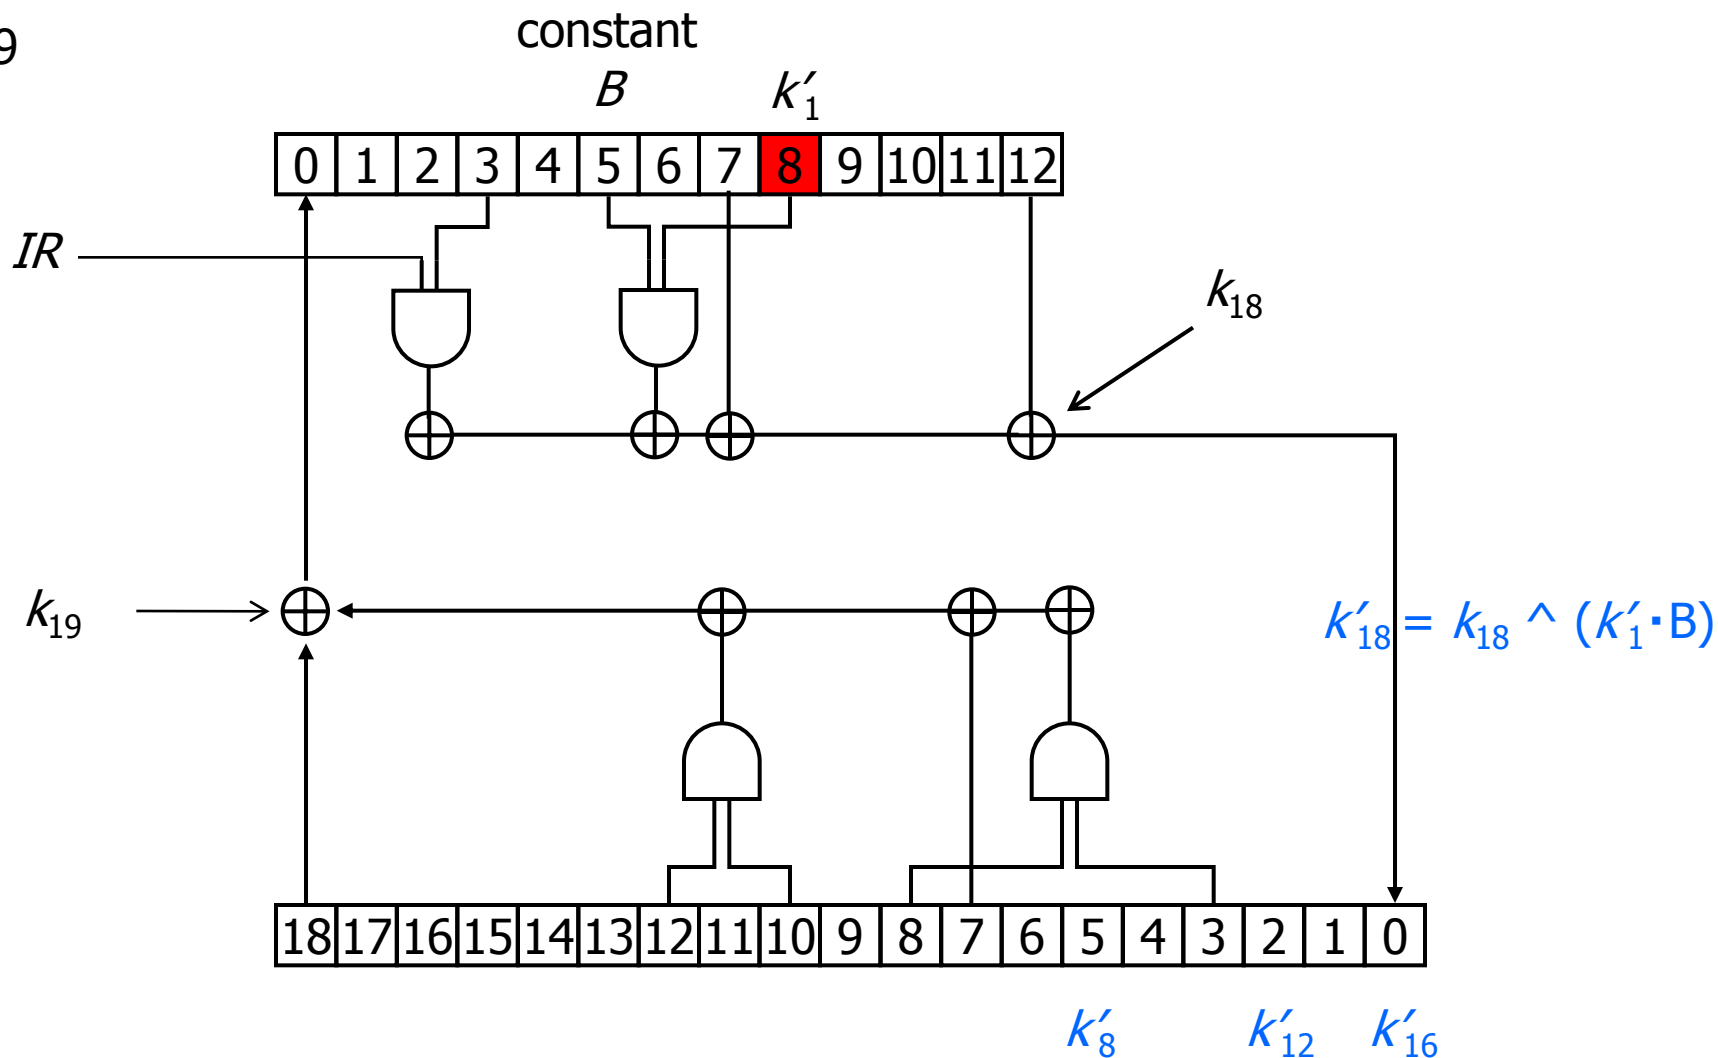 9
constant
B k′₁
0 1 2 3 4 5 6 7 8 9 10 11 12
IR
k₁₈
k₁₉
k′₁₈ = k₁₈ ^ (k′₁·B)
18 17 16 15 14 13 12 11 10 9 8 7 6 5 4 3 2 1 0
k′₈ k′₁₂ k′₁₆